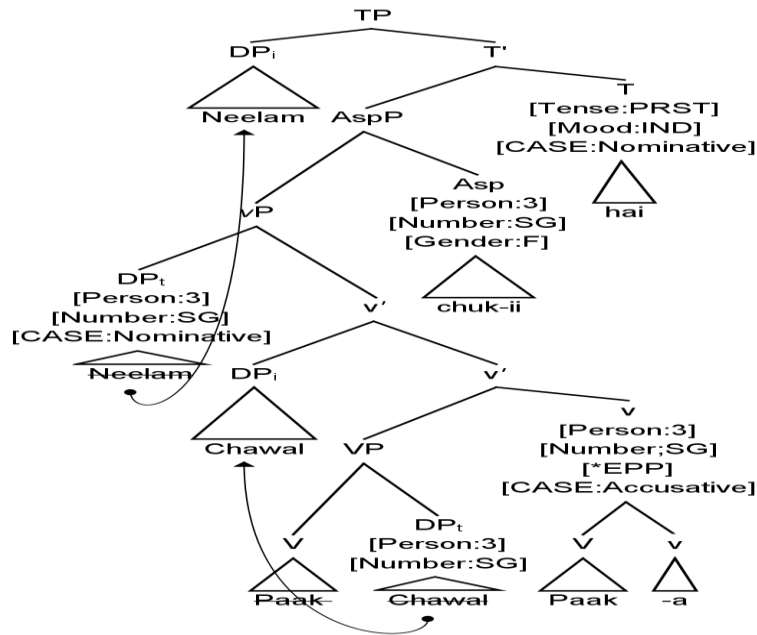 TP
DPᵢ
T'
Neelam
AspP
T
[Tense:PRST]
[Mood:IND]
[CASE:Nominative]
hai
vP
Asp
[Person:3]
[Number:SG]
[Gender:F]
chuk-ii
DPₜ
[Person:3]
[Number:SG]
[CASE:Nominative]
Neelam
v′
DPᵢ
Chawal
v′
VP
v
[Person:3]
[Number;SG]
[*EPP]
[CASE:Accusative]
V
Paak
DPₜ
[Person:3]
[Number:SG]
Chawal
V
Paak
v
-a